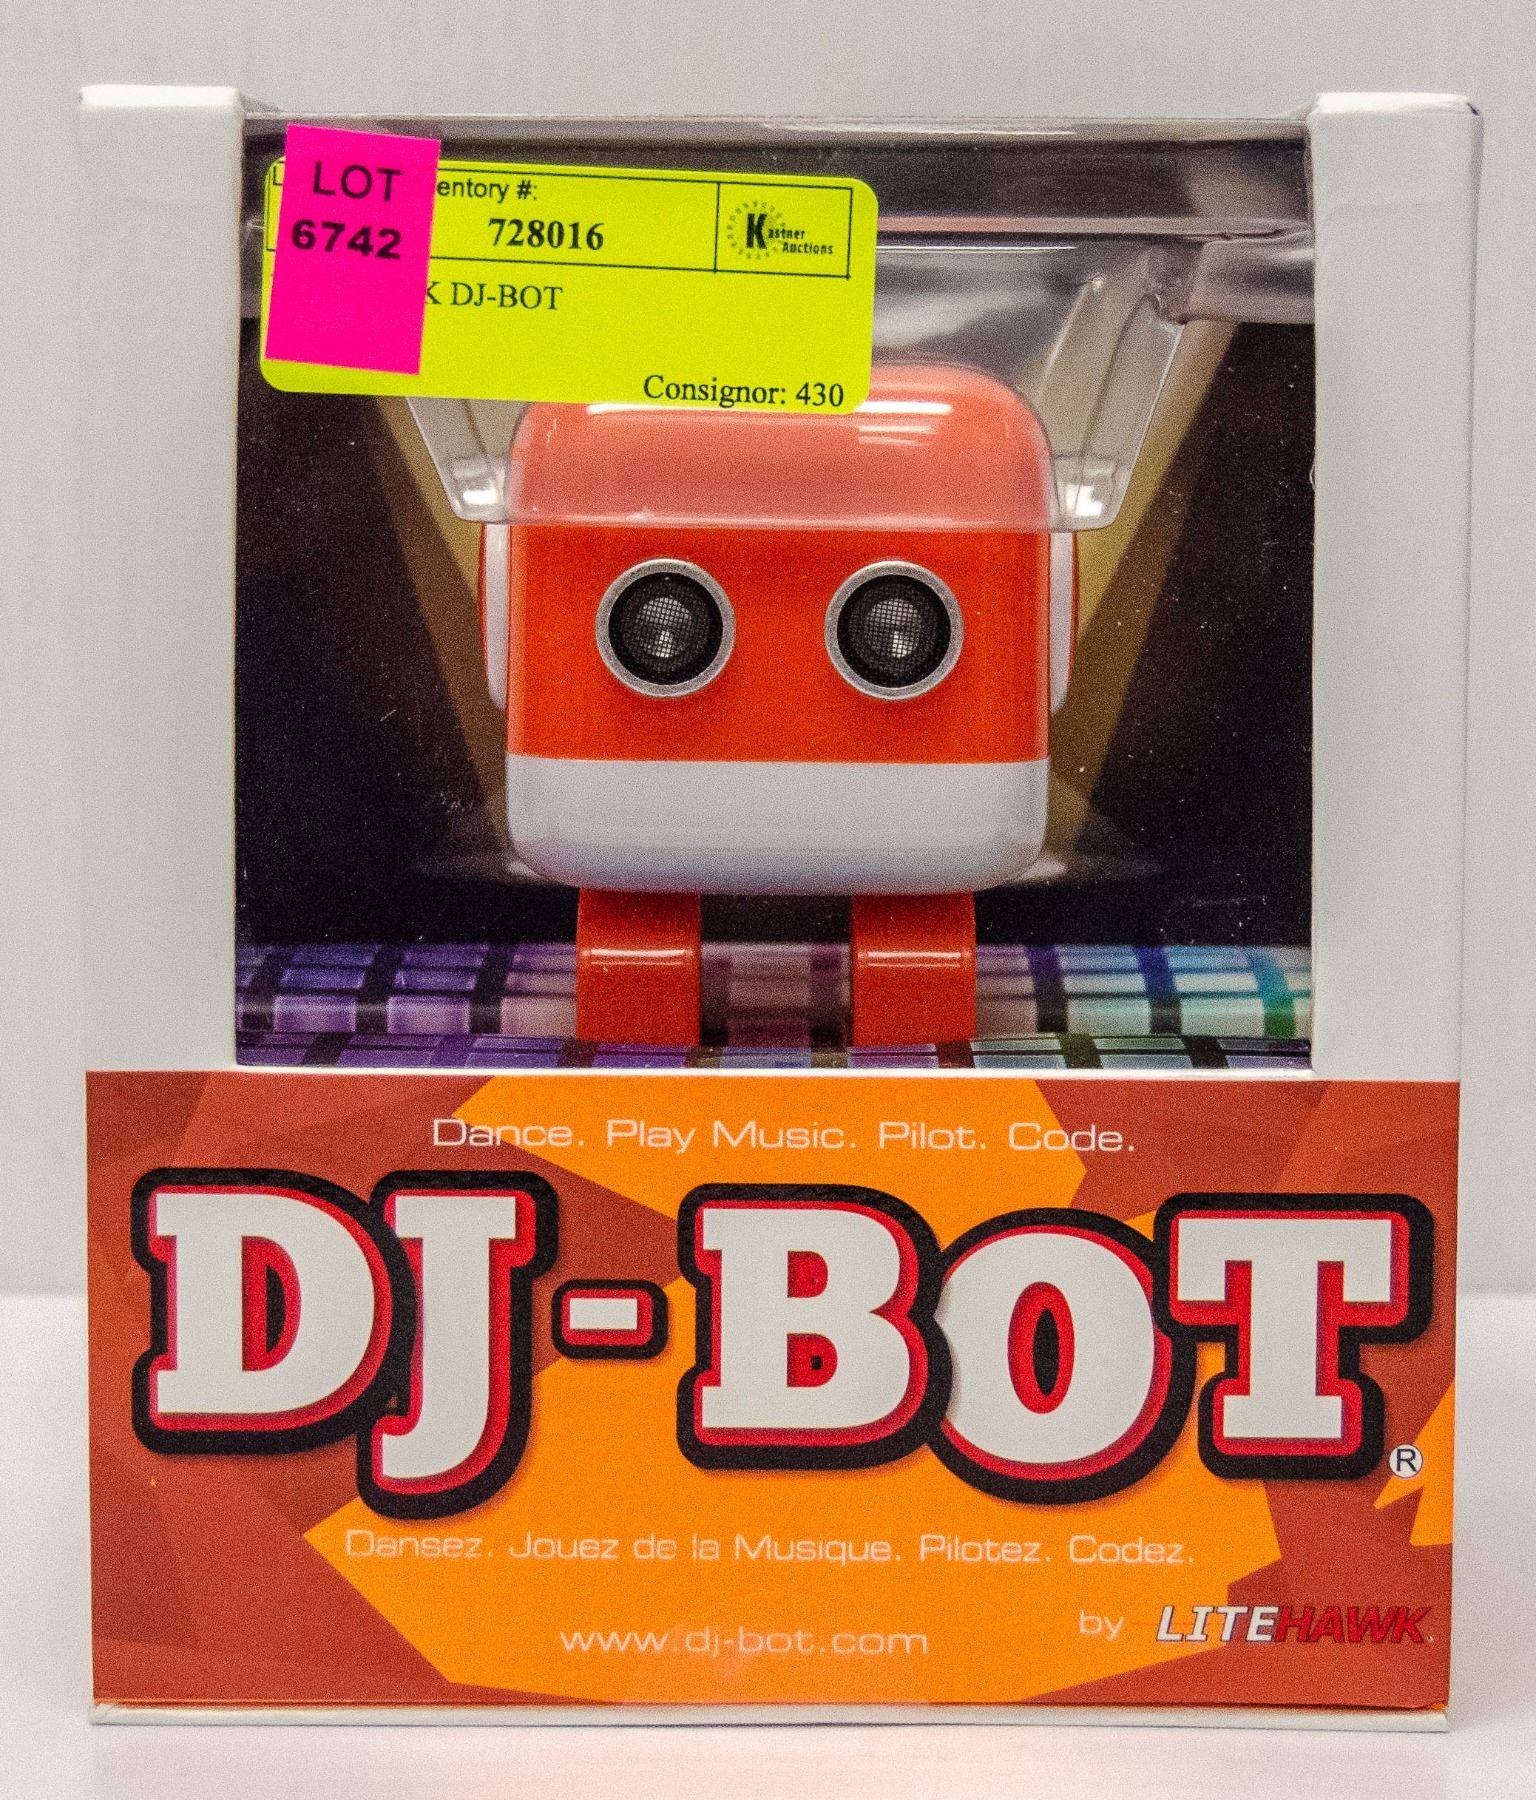 LOT
6742
entory #:
728016
Kastner
Auctions
K DJ-BOT
Consignor: 430
Dance. Play Music. Pilot. Code.
DJ-BOT
®
Dansez. Jouez de la Musique. Pilotez. Codez.
by LITEHAWK
www.dj-bot.com